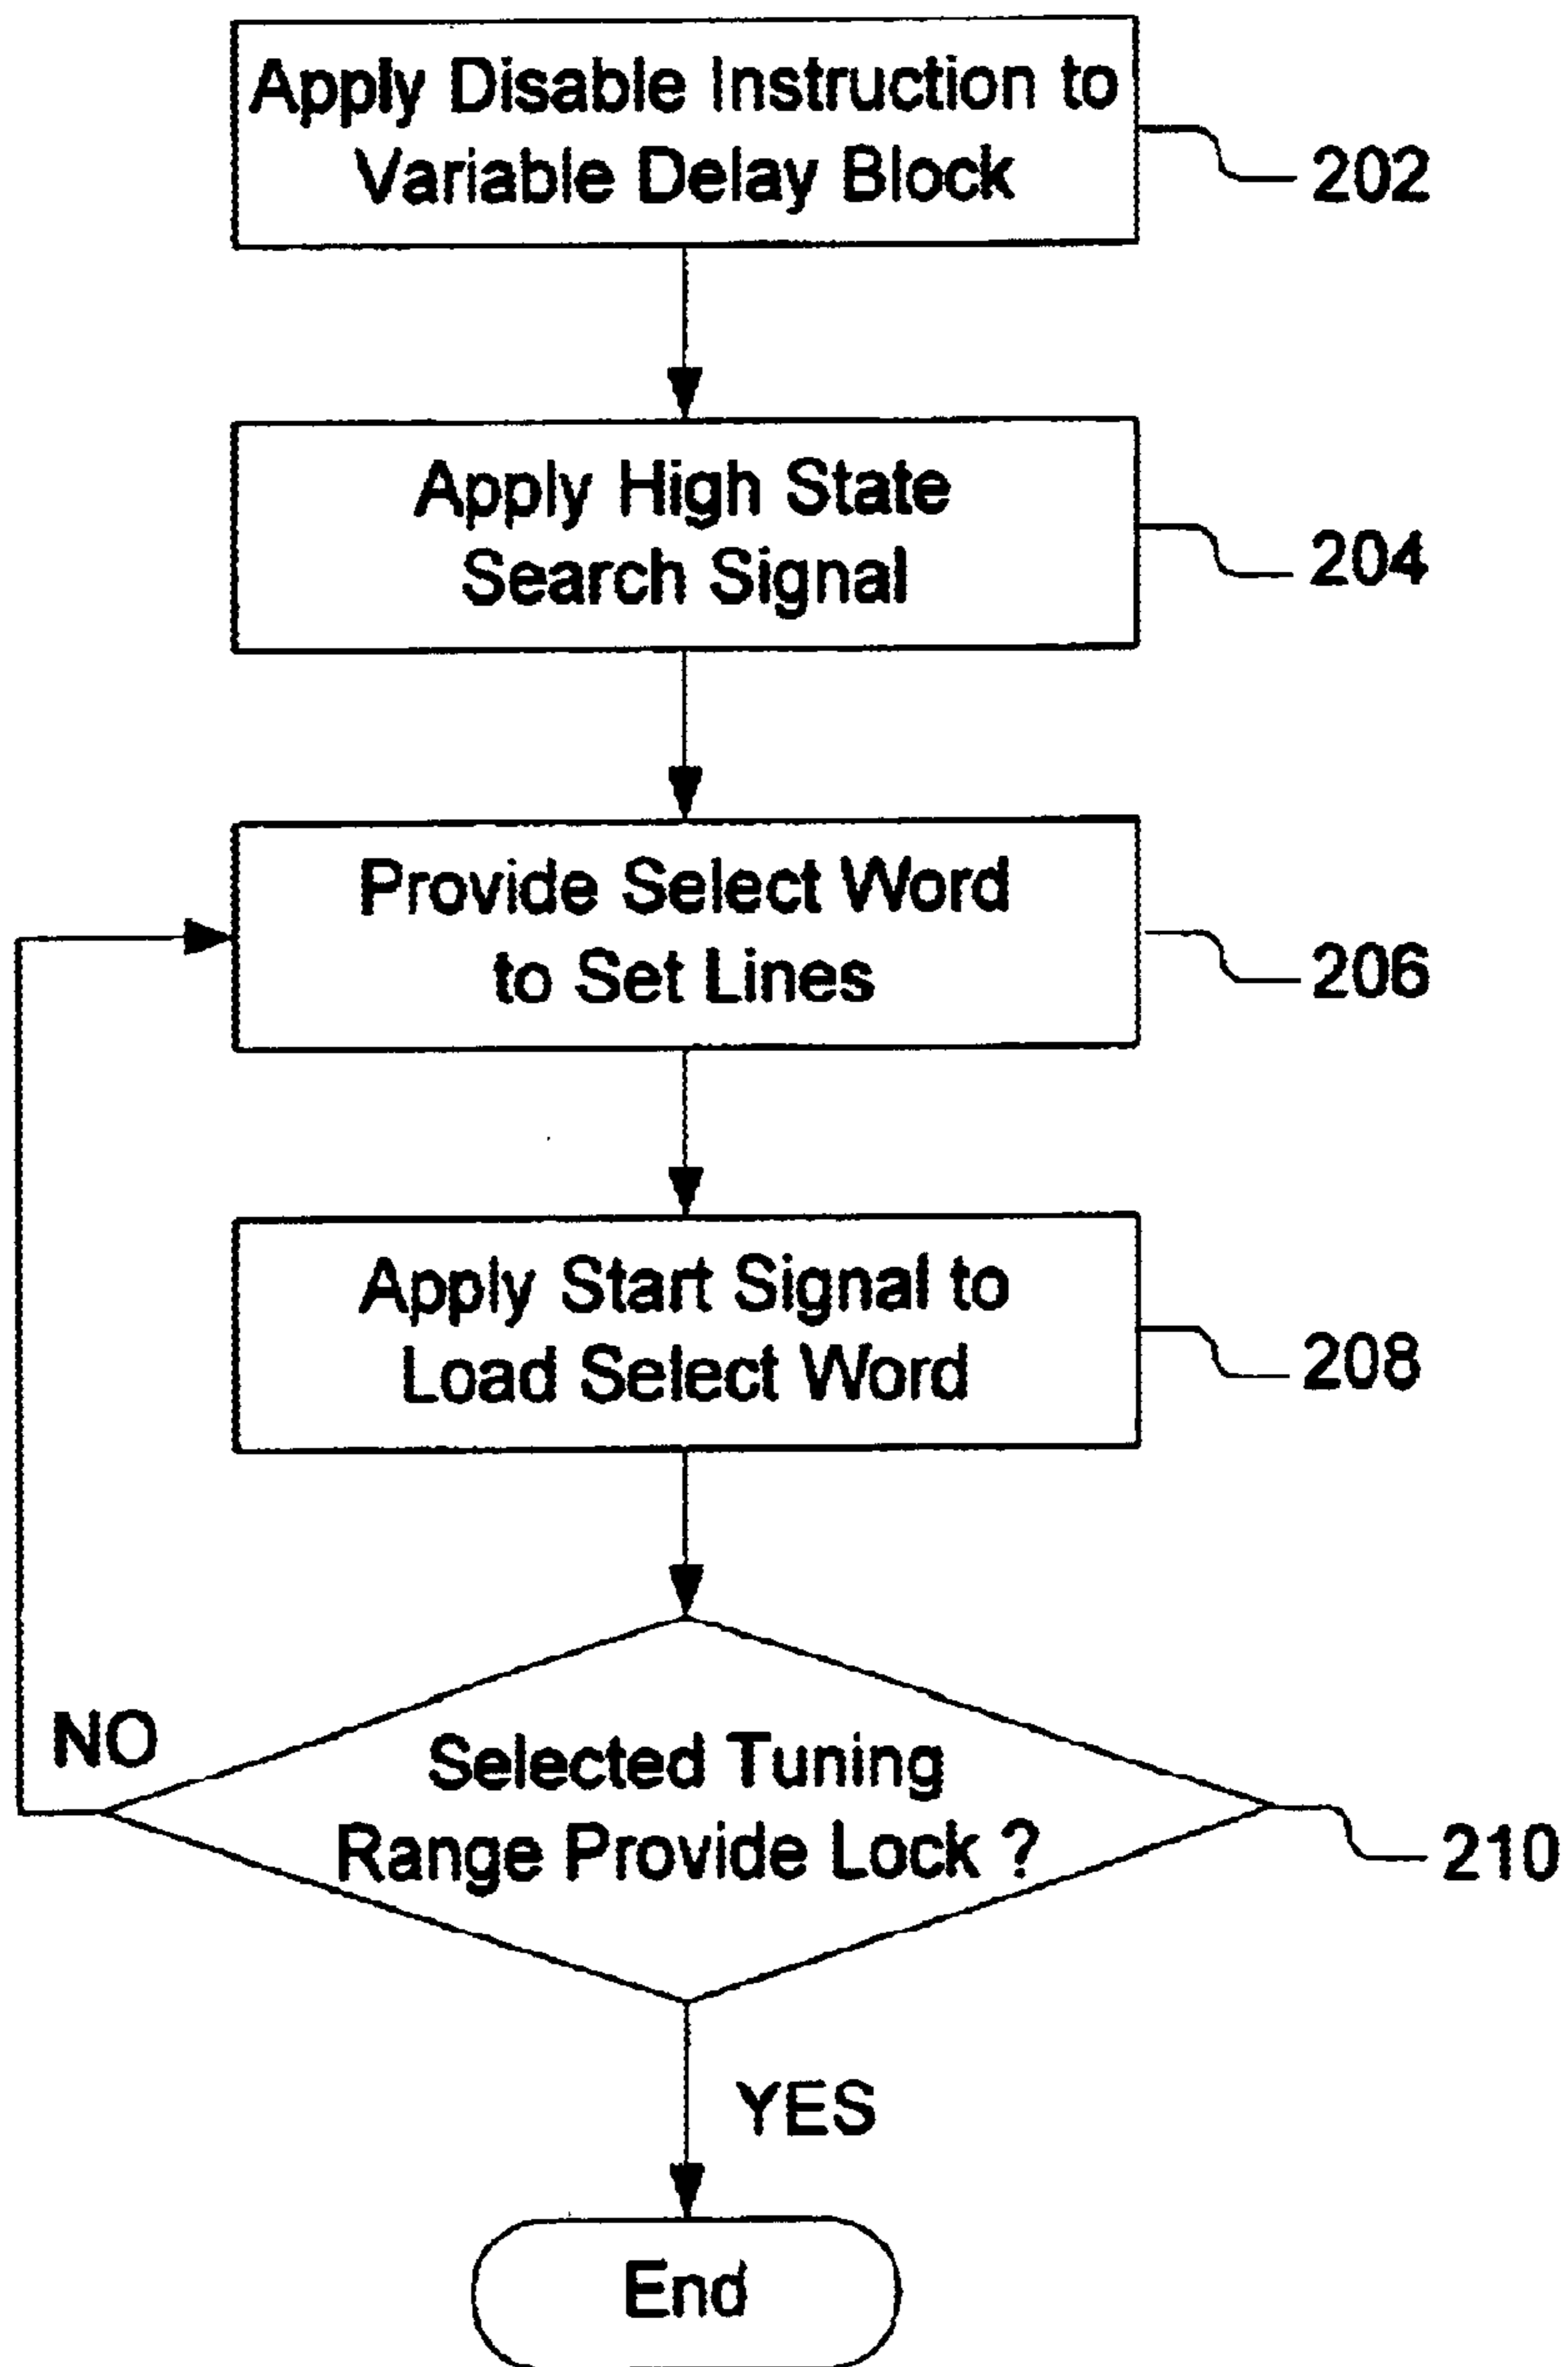 Apply Disable Instruction to
Variable Delay Block
202
Apply High State
Search Signal
204
Provide Select Word
to Set Lines
206
Apply Start Signal to
Load Select Word
208
NO
Selected Tuning
Range Provide Lock ?
210
YES
End